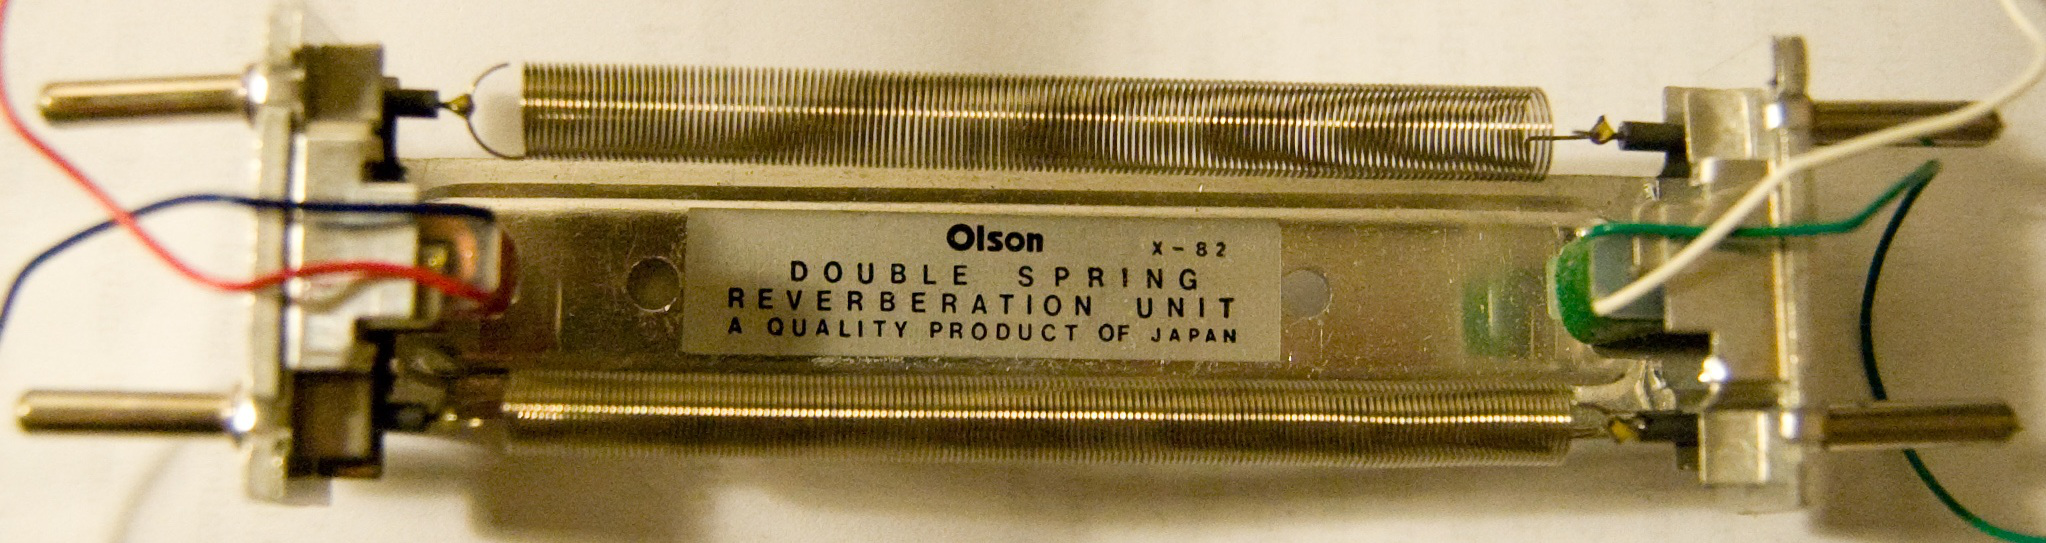 Olson X-82
DOUBLE SPRING
REVERBERATION UNIT
A QUALITY PRODUCT OF JAPAN